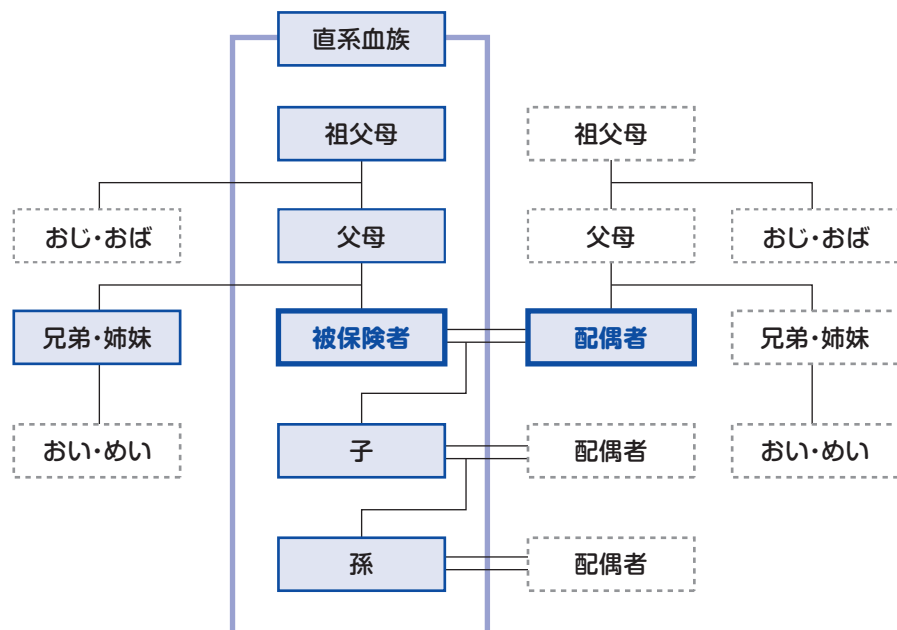 直系血族
祖父母
祖父母
おじ・おば
父母
父母
おじ・おば
兄弟・姉妹
被保険者
配偶者
兄弟・姉妹
おい・めい
子
配偶者
おい・めい
孫
配偶者